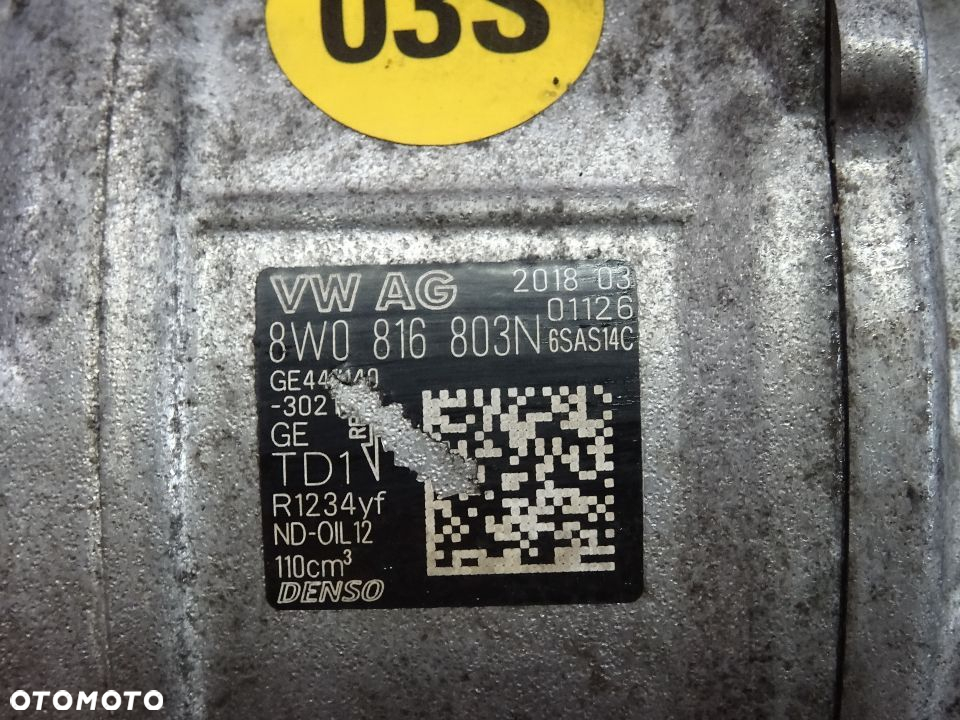 03S
VW AG 2018 03
01126
8W0 816 803N 6SAS14C
-302
GE
TD1
R1234yf
ND-OIL12
110cm³
DENSO
OTOMOTO